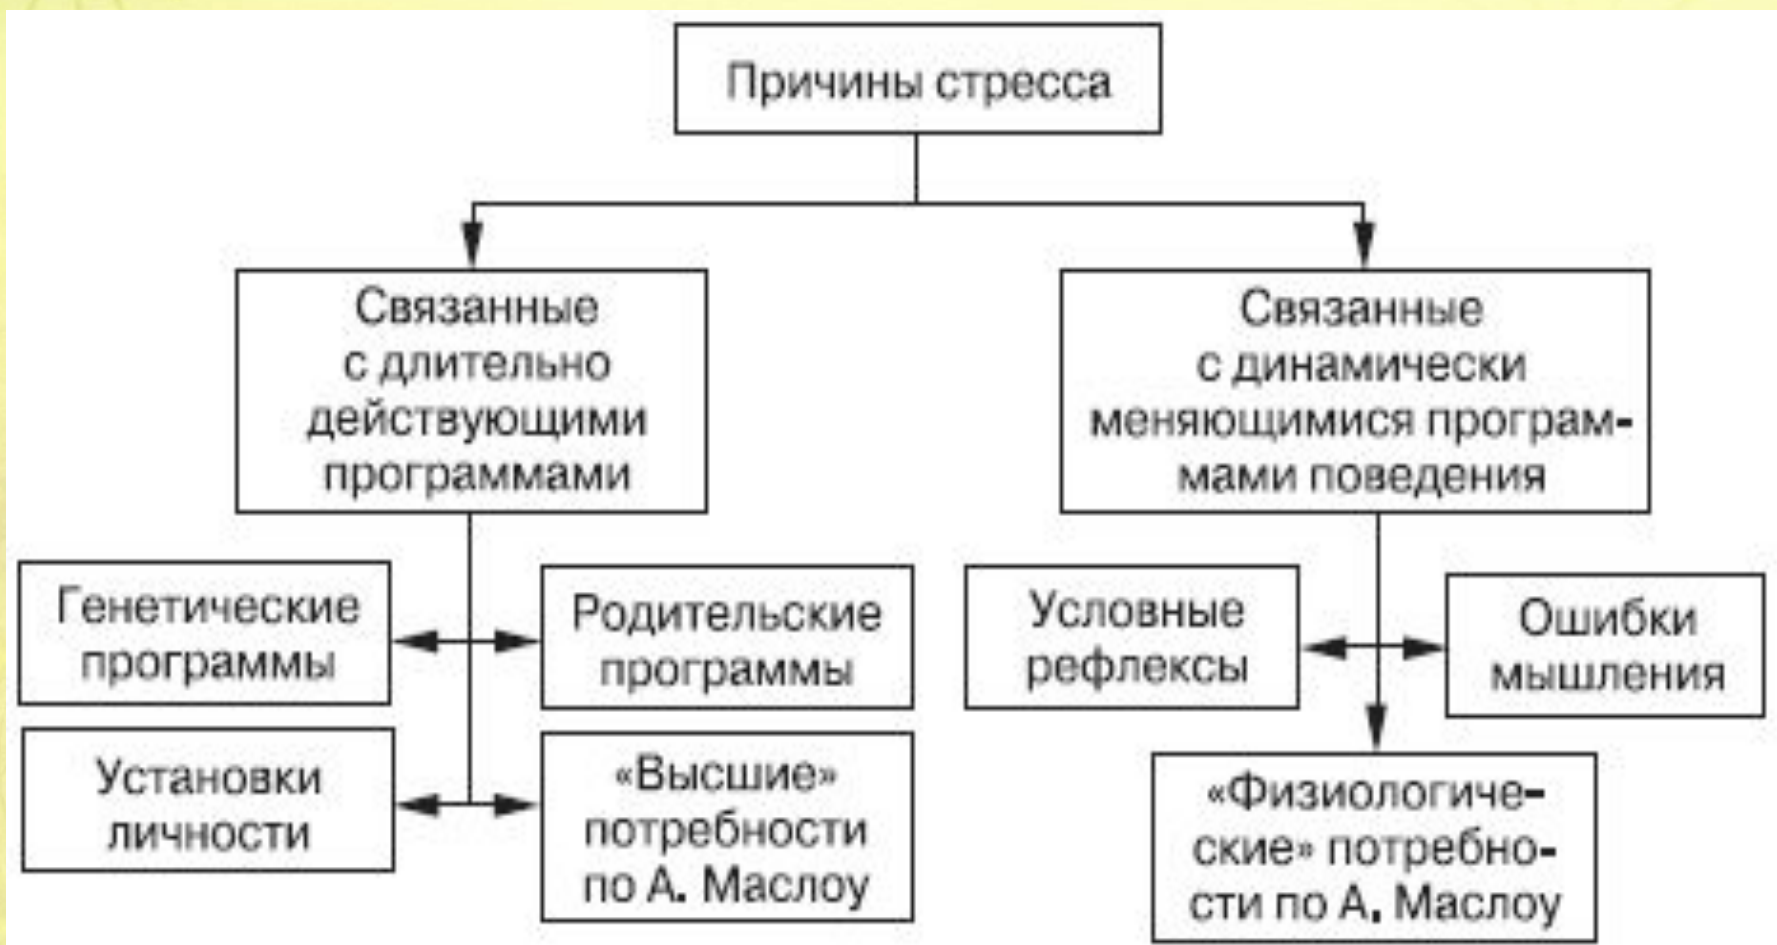 Причины стресса
Связанные
с длительно
действующими
программами
Связанные
с динамически
меняющимися програм-
мами поведения
Генетические
программы
Родительские
программы
Условные
рефлексы
Ошибки
мышления
Установки
личности
«Высшие»
потребности
по А. Маслоу
«Физиологиче-
ские» потребно-
сти по А. Маслоу